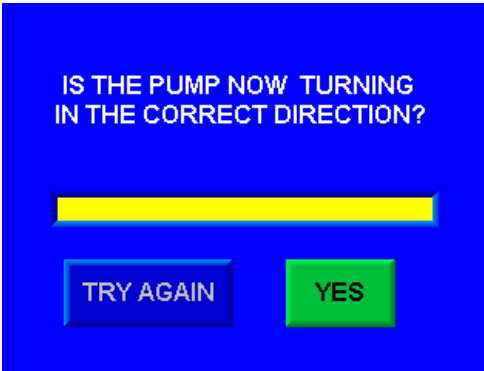 IS THE PUMP NOW TURNING
IN THE CORRECT DIRECTION?
TRY AGAIN
YES